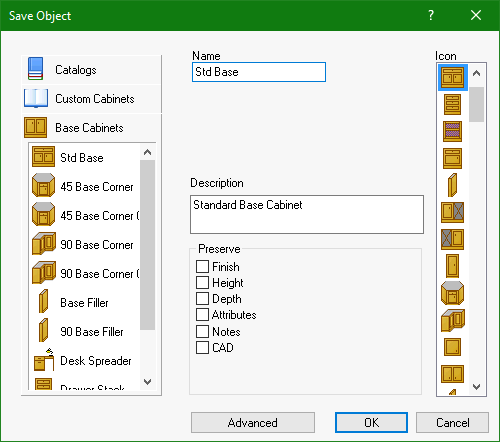 Save Object
?
Catalogs
Custom Cabinets
Base Cabinets
Std Base
45 Base Corner
45 Base Corner
90 Base Corner
90 Base Corner
Base Filler
90 Base Filler
Desk Spreader
Drawer Stack
Name
Std Base
Description
Standard Base Cabinet
Preserve
Finish
Height
Depth
Attributes
Notes
CAD
Icon
Advanced
OK
Cancel